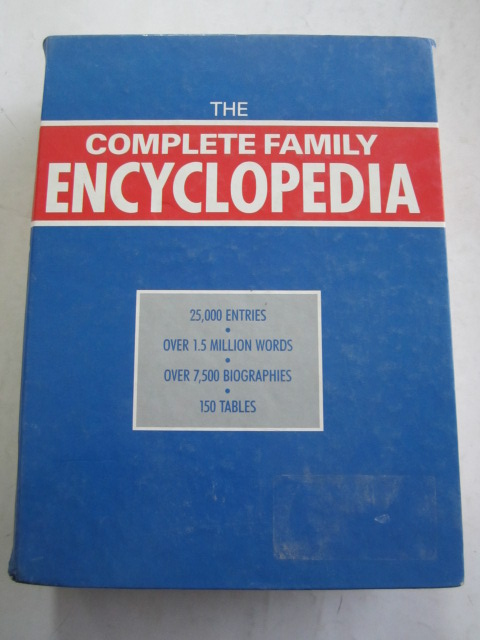 THE
COMPLETE FAMILY
ENCYCLOPEDIA
25,000 ENTRIES
•
OVER 1.5 MILLION WORDS
•
OVER 7,500 BIOGRAPHIES
•
150 TABLES